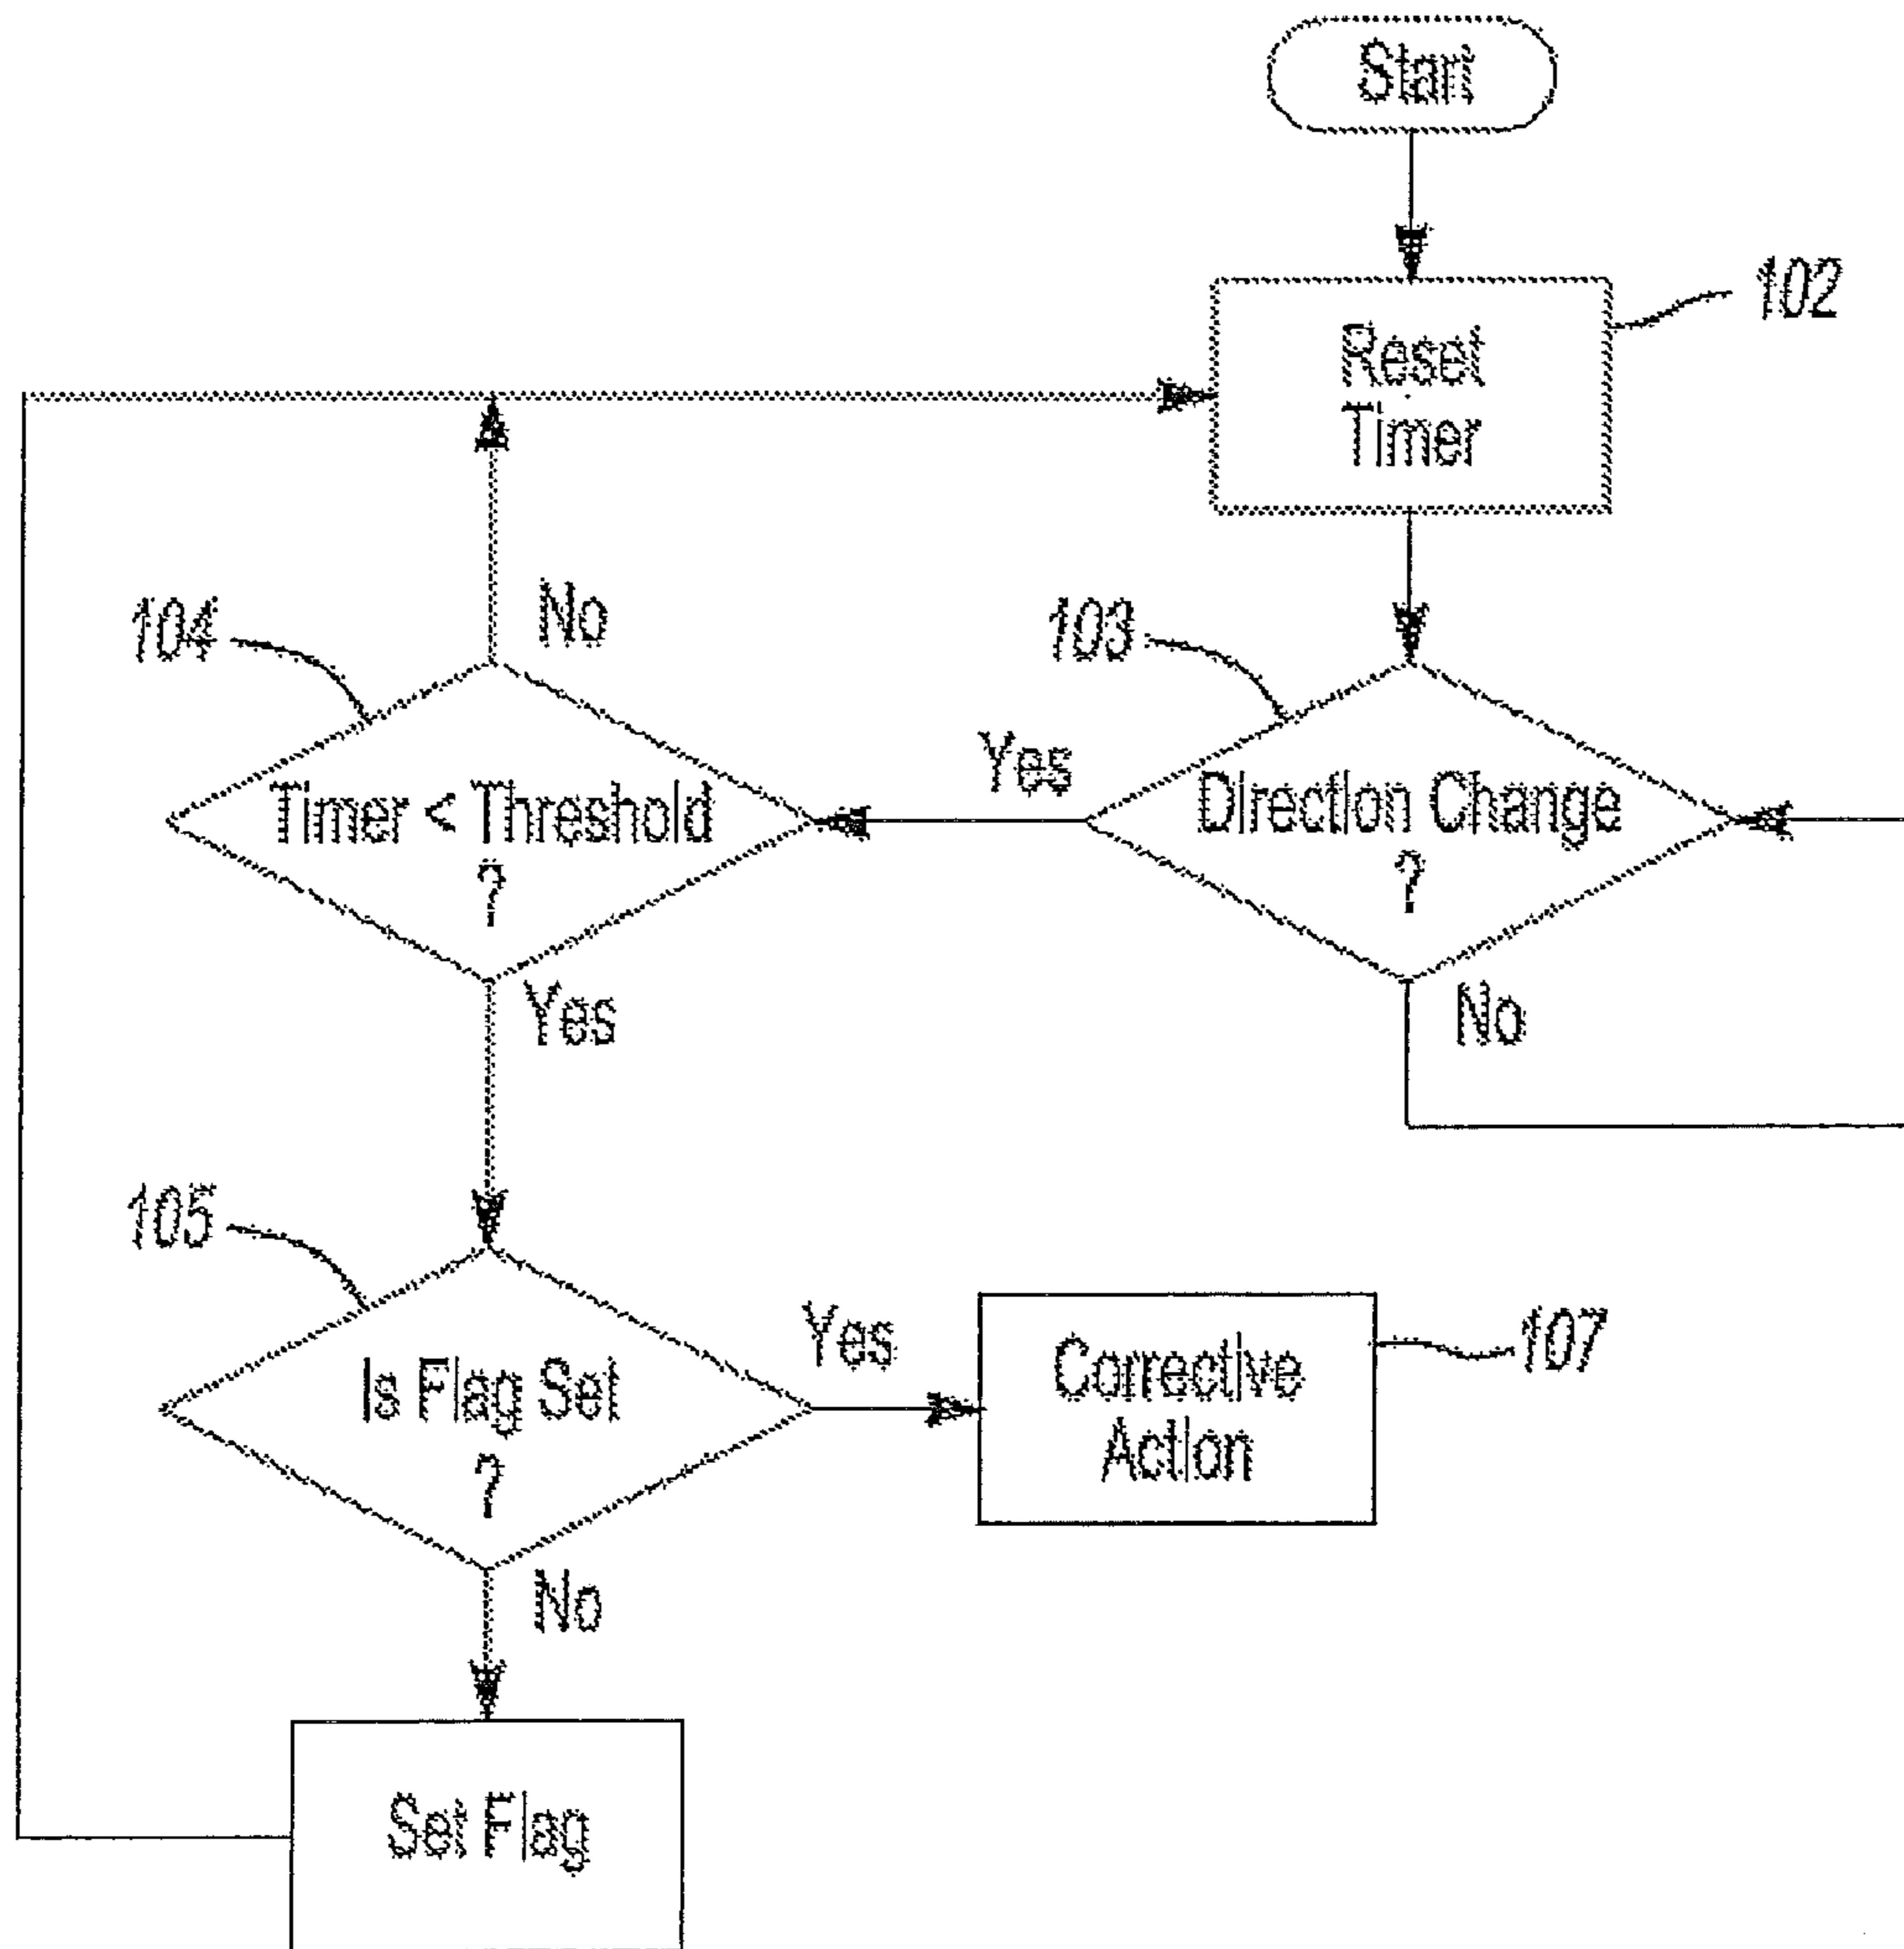 Start
102
Reset
Timer
104
No
103
Yes
Timer < Threshold
?
Direction Change
?
Yes
No
105
Yes
Is Flag Set
?
Corrective
Action
107
No
Set Flag